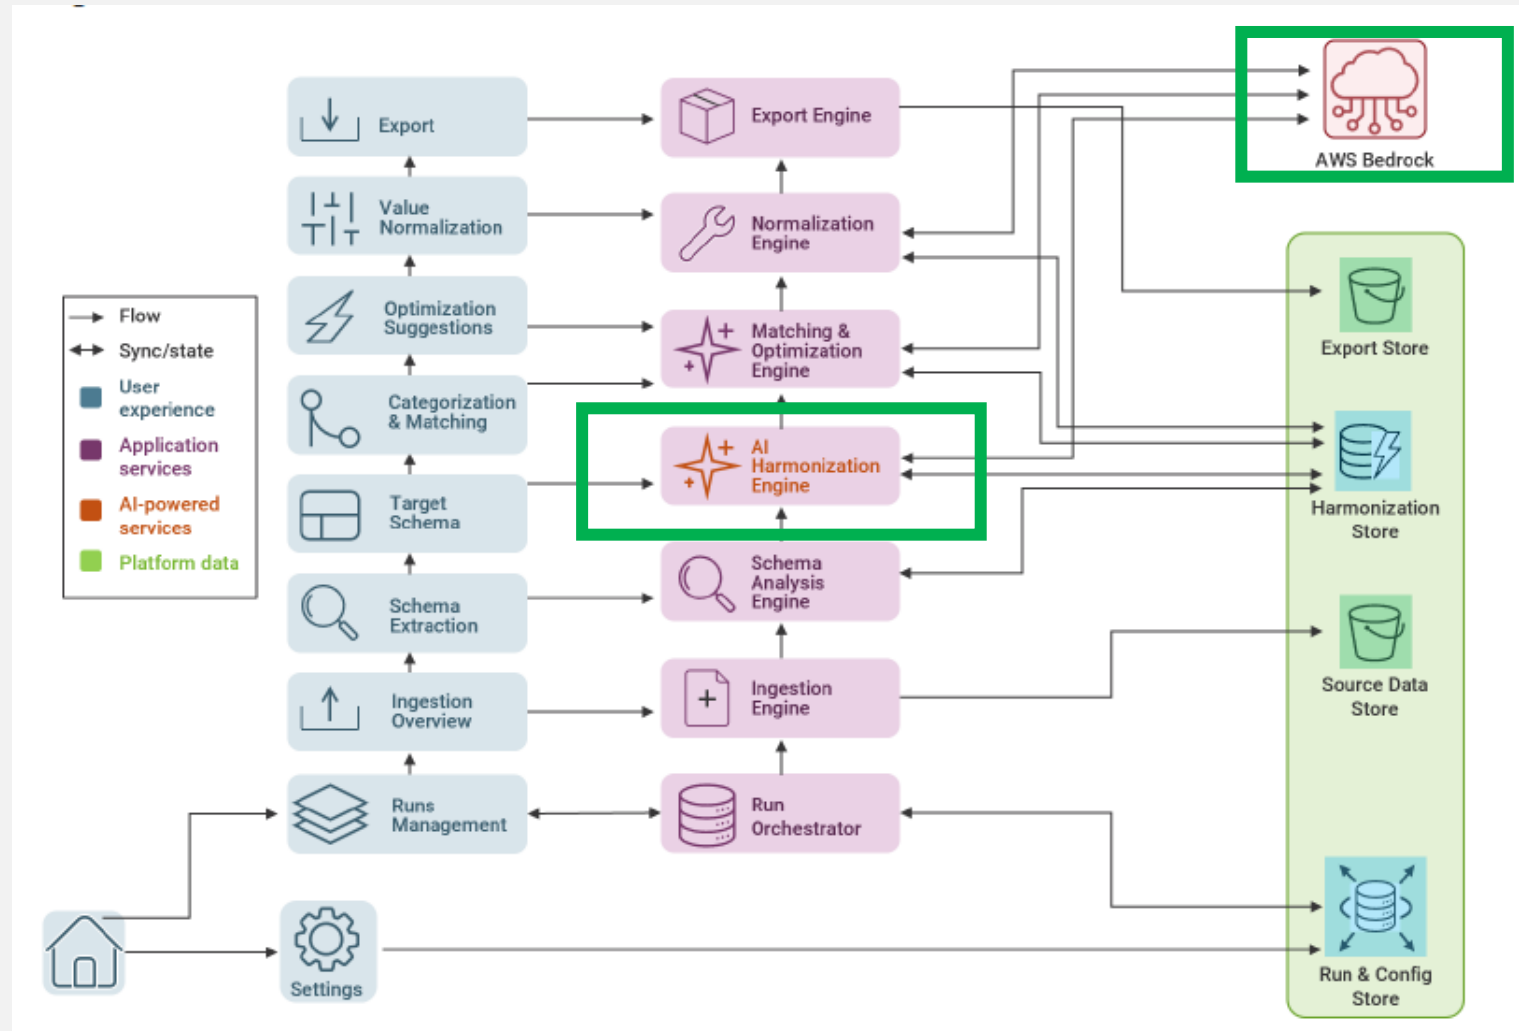 Export
Value
Normalization
Optimization
Suggestions
Categorization
& Matching
Target
Schema
Schema
Extraction
Ingestion
Overview
Runs
Management
Settings
Flow
Sync/state
User
experience
Application
services
AI-powered
services
Platform data
Export Engine
Normalization
Engine
Matching &
Optimization
Engine
AI
Harmonization
Engine
Schema
Analysis
Engine
Ingestion
Engine
Run
Orchestrator
AWS Bedrock
Export Store
Harmonization
Store
Source Data
Store
Run & Config
Store